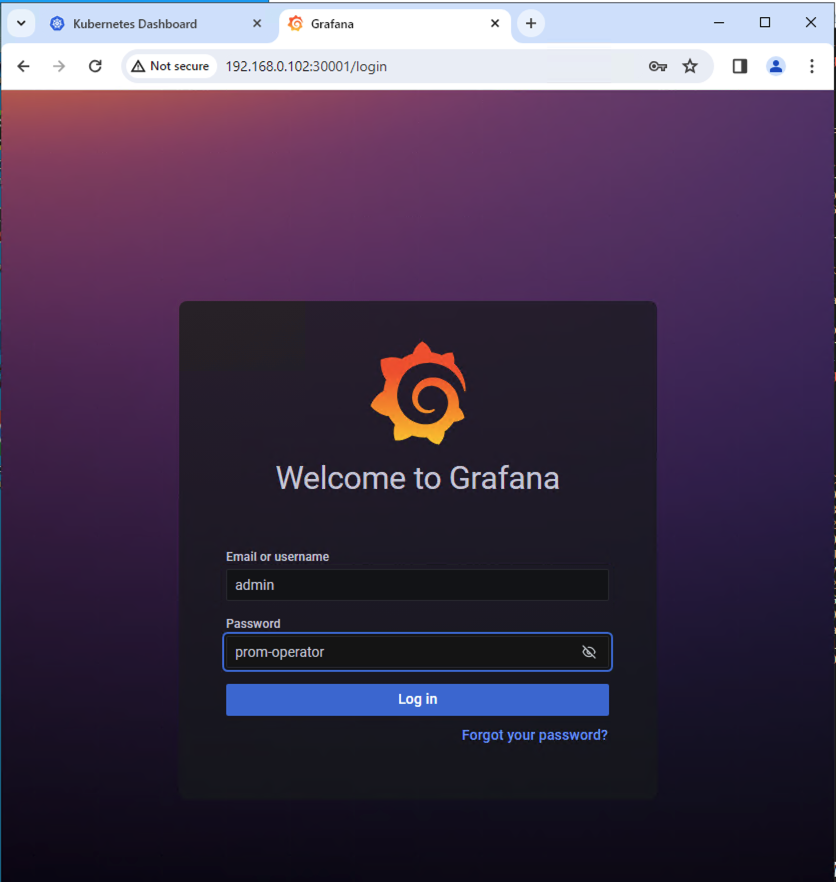 Kubernetes Dashboard
Grafana
Not secure 192.168.0.102:30001/login
Welcome to Grafana
Email or username
admin
Password
prom-operator
Log in
Forgot your password?